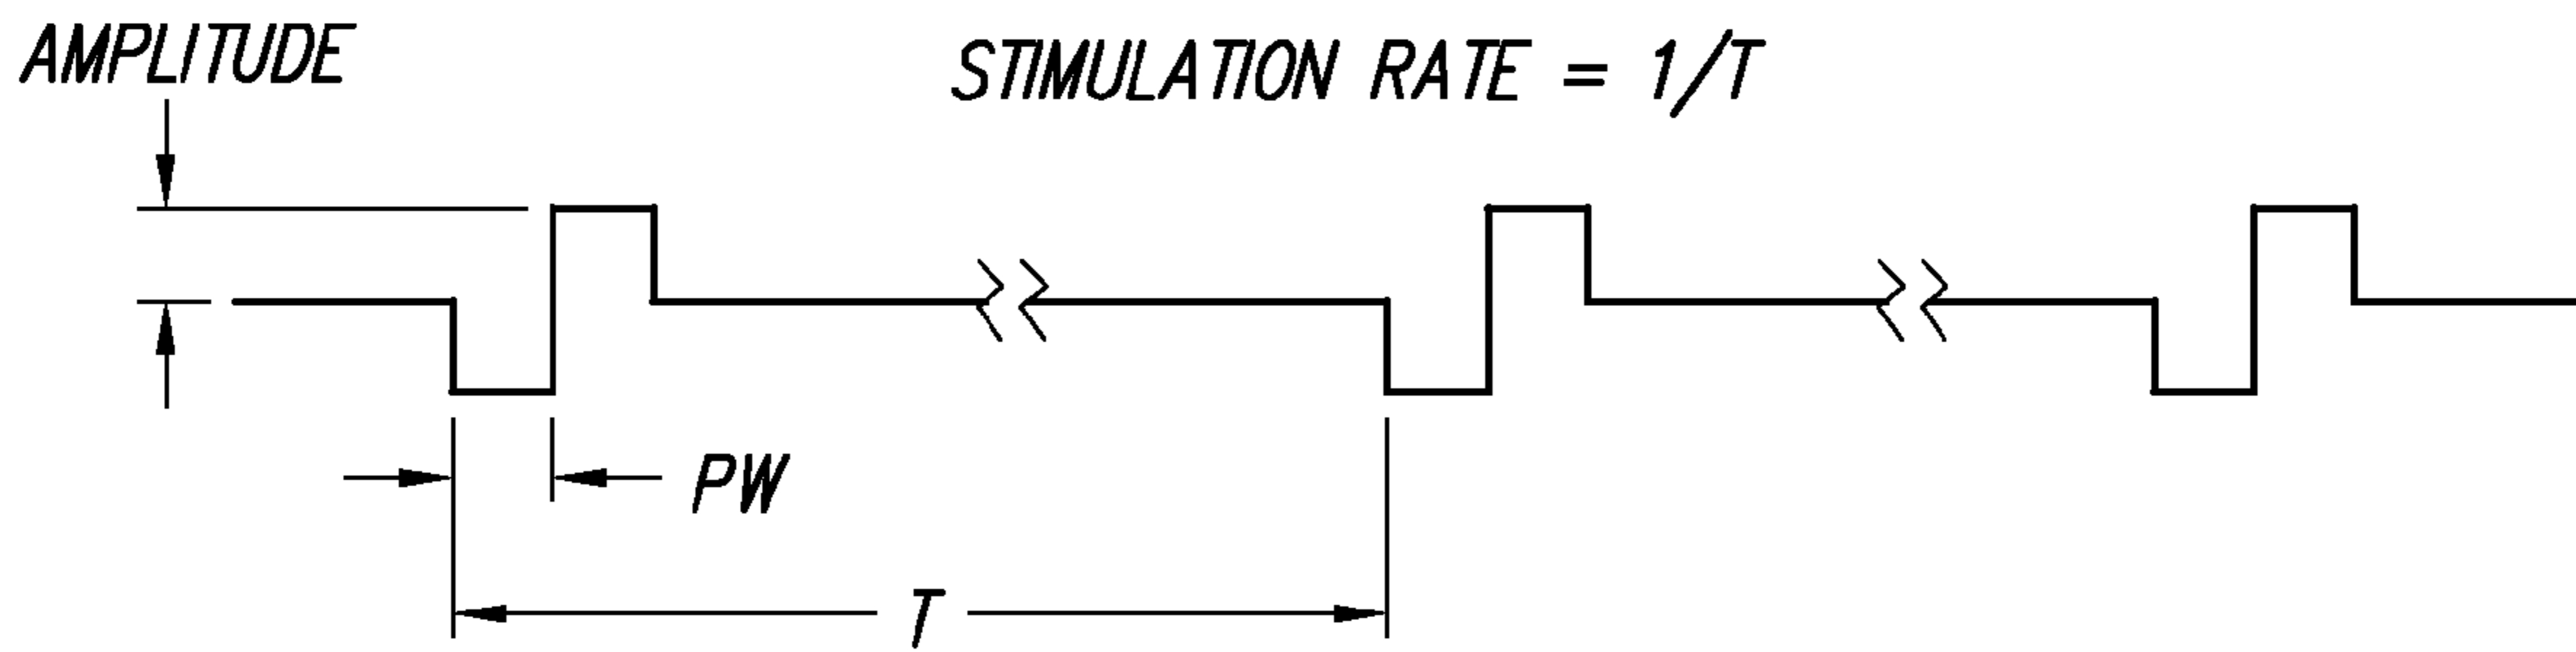 AMPLITUDE
STIMULATION RATE = 1/T
PW
T